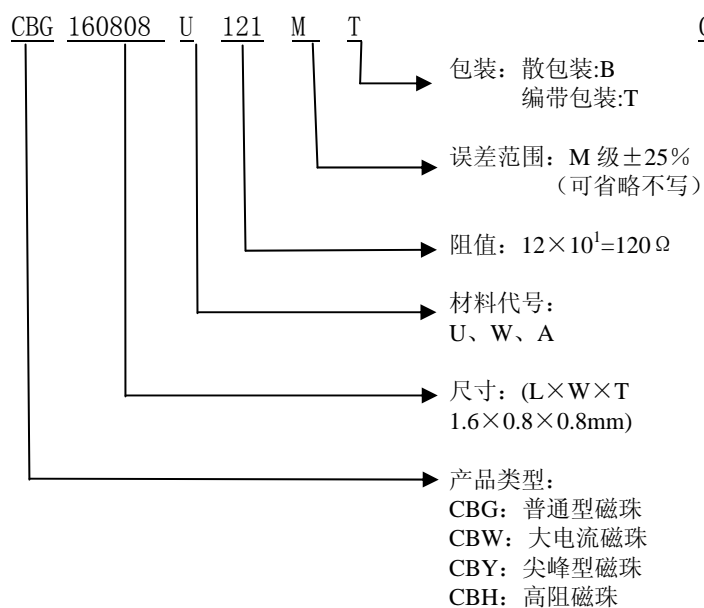 CBG 160808 U 121 M T
包装：散包装:B
编带包装:T
误差范围：M 级±25%
（可省略不写）
阻值：12×10¹=120Ω
材料代号：
U、W、A
尺寸：(L×W×T
1.6×0.8×0.8mm)
产品类型：
CBG：普通型磁珠
CBW：大电流磁珠
CBY：尖峰型磁珠
CBH：高阻磁珠